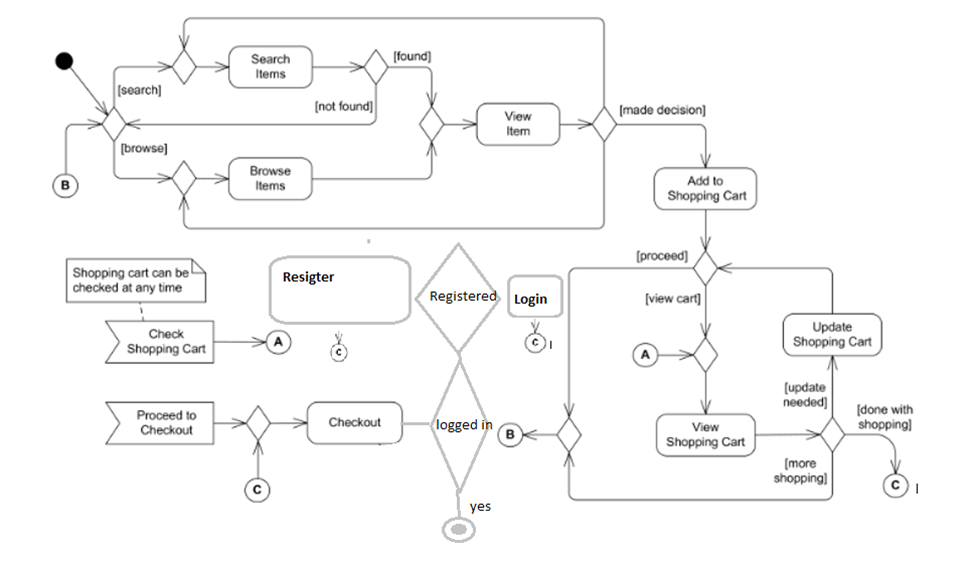 [found]
Search
Items
[search]
[not found]
[made decision]
View
Item
[browse]
Browse
Items
B
Add to
Shopping Cart
[proceed]
Shopping cart can be
checked at any time
Resigter
Registered
Login
[view cart]
Check
Shopping Cart
A
C
C
A
Update
Shopping Cart
[update
needed]
[done with
shopping]
Proceed to
Checkout
Checkout
logged in
B
View
Shopping Cart
[more
shopping]
C
C
yes